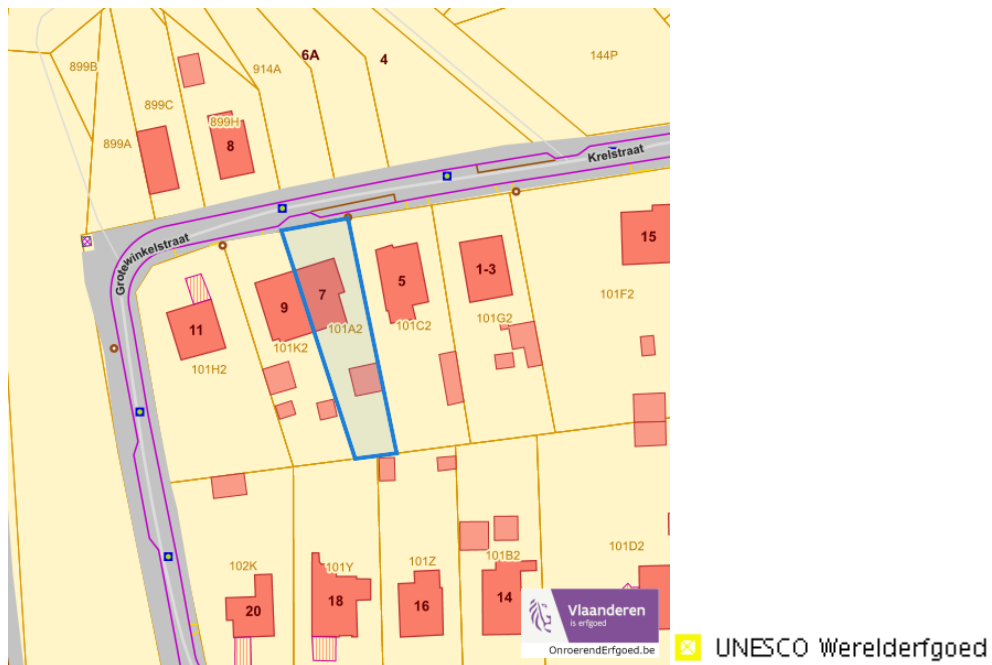 6A
4
144P
899B
914A
899C
899H
899A
8
Krelstraat
Grotewinkelstraat
15
5
1-3
7
9
101F2
11
101A2
101C2
101G2
101K2
101H2
102K
101Y
101Z
101B2
101D2
20
18
16
14
Vlaanderen
is erfgoed
OnroerendErfgoed.be
UNESCO Werelderfgoed